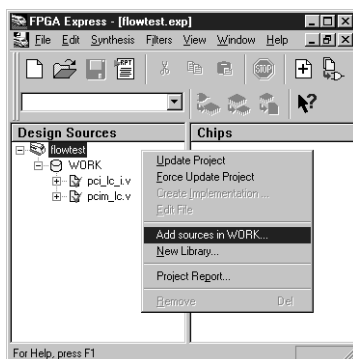 FPGA Express - [flowtest.exp]
File Edit Synthesis Filters View Window Help
Design Sources
Chips
flowtest
WORK
pci_lc_i.v
pcim_lc.v
Update Project
Force Update Project
Create Implementation ...
Edit File
Add sources in WORK...
New Library...
Project Report...
Remove Del
For Help, press F1